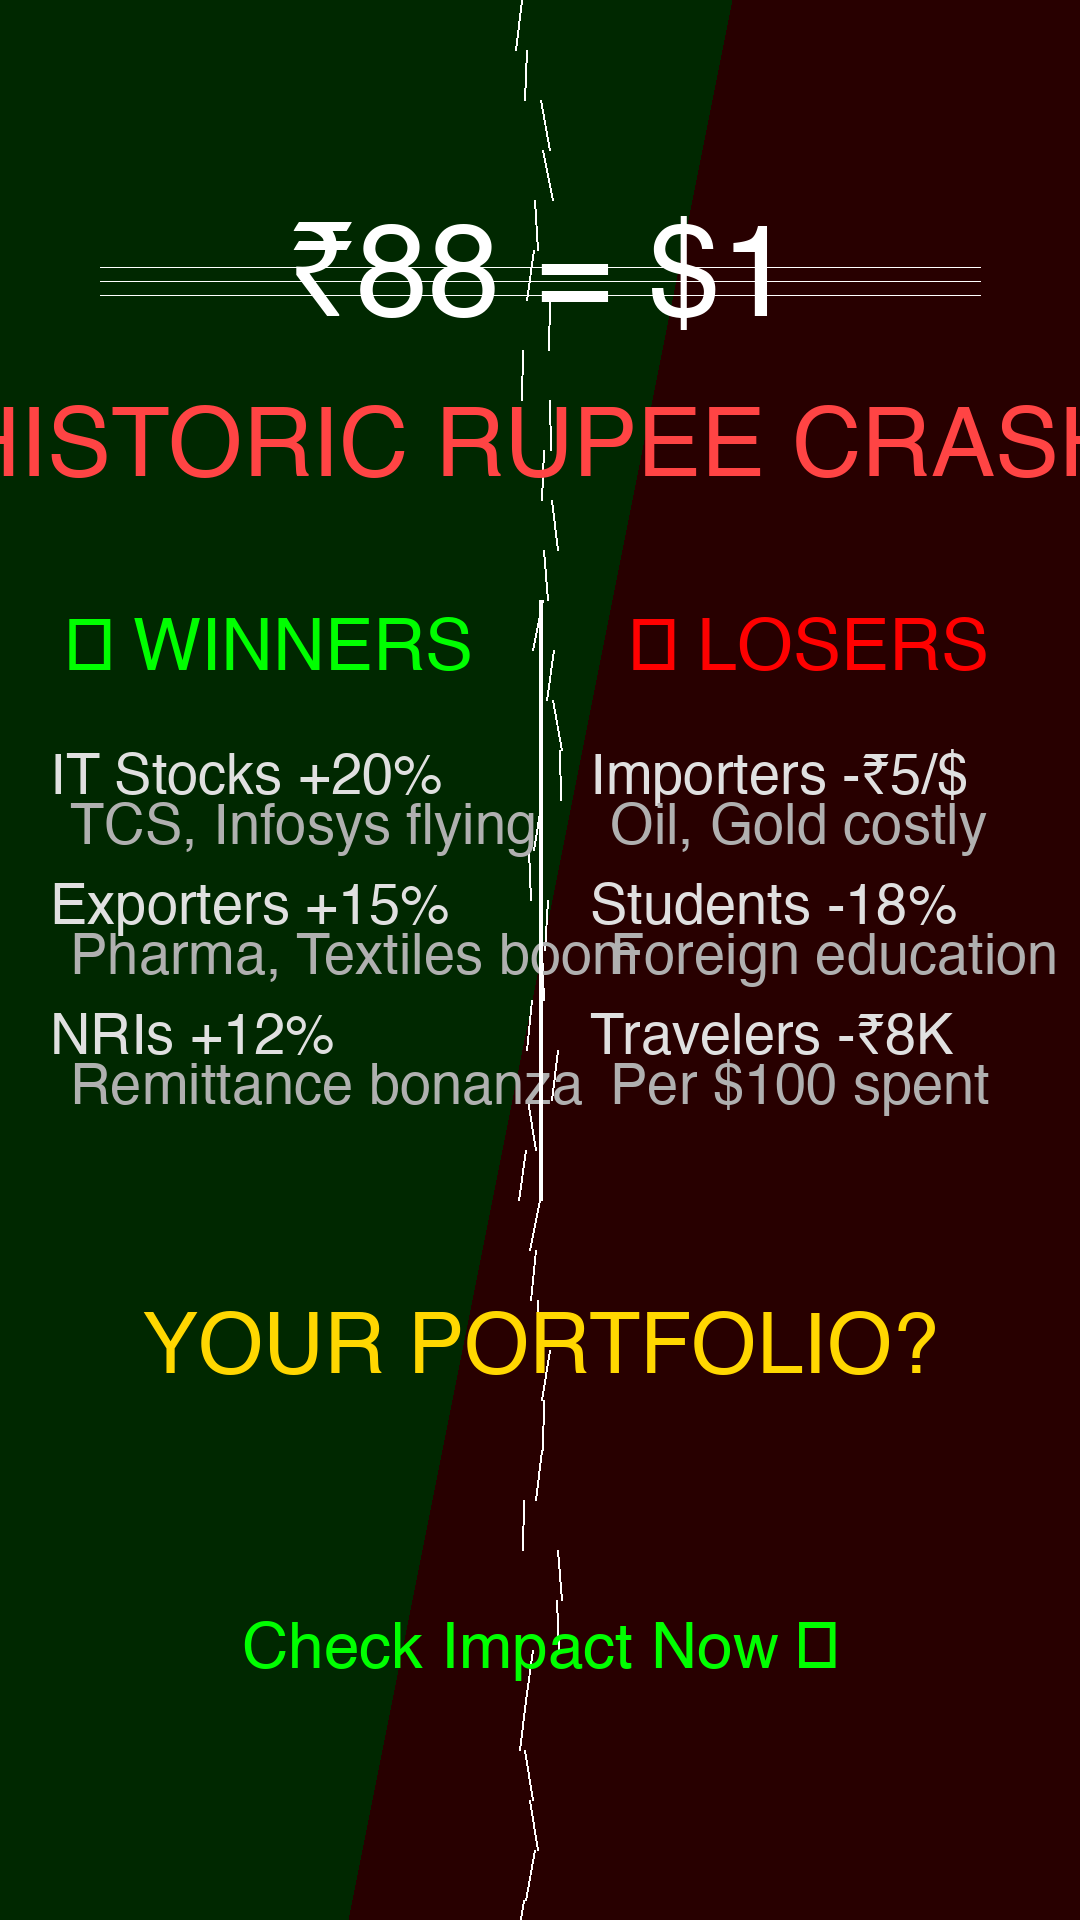 ₹88 = $1
HISTORIC RUPEE CRASH
WINNERS
IT Stocks +20%
TCS, Infosys flying
Exporters +15%
Pharma, Textiles boom
NRIs +12%
Remittance bonanza
LOSERS
Importers -₹5/$
Oil, Gold costly
Students -18%
Foreign education
Travelers -₹8K
Per $100 spent
YOUR PORTFOLIO?
Check Impact Now